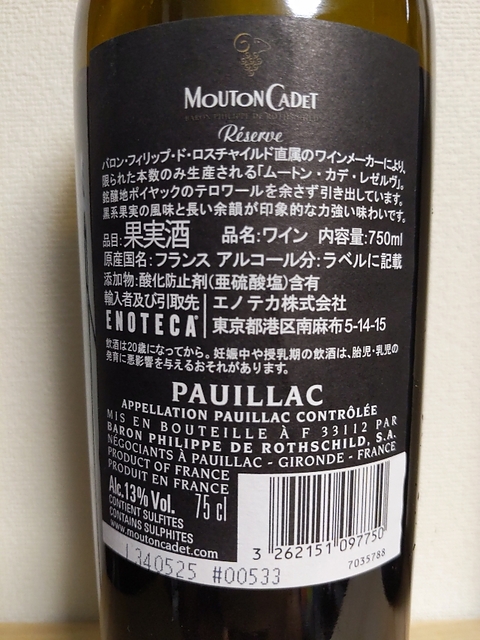 MOUTON CADET
BARON PHILIPPE DE ROTHSCHILD
Réserve
バロン・フィリップ・ド・ロスチャイルド直属のワインメーカーにより、
限られた本数のみ生産される「ムートン・カデ・レゼルヴ」。
銘醸地ポイヤックのテロワールを余さず引き出しています。
黒系果実の風味と長い余韻が印象的な力強い味わいです。
品目:果実酒 品名:ワイン 内容量:750ml
原産国名:フランス アルコール分:ラベルに記載
添加物:酸化防止剤(亜硫酸塩)含有
輸入者及び引取先 エノテカ株式会社
ENOTECA 東京都港区南麻布5-14-15
飲酒は20歳になってから。妊娠中や授乳期の飲酒は、胎児・乳児の
発育に悪影響を与えるおそれがあります。
PAUILLAC
APPELLATION PAUILLAC CONTRÔLÉE
MIS EN BOUTEILLE À F 33112 PAR
BARON PHILIPPE DE ROTHSCHILD, S.A.
NÉGOCIANTS À PAUILLAC - GIRONDE - FRANCE
PRODUCT OF FRANCE
PRODUIT EN FRANCE
Alc.13% Vol. 75 cl
CONTIENT SULFITES
CONTAINS SULPHITES
www.moutoncadet.com
3 262151 097750
7035788
L340525 #00533